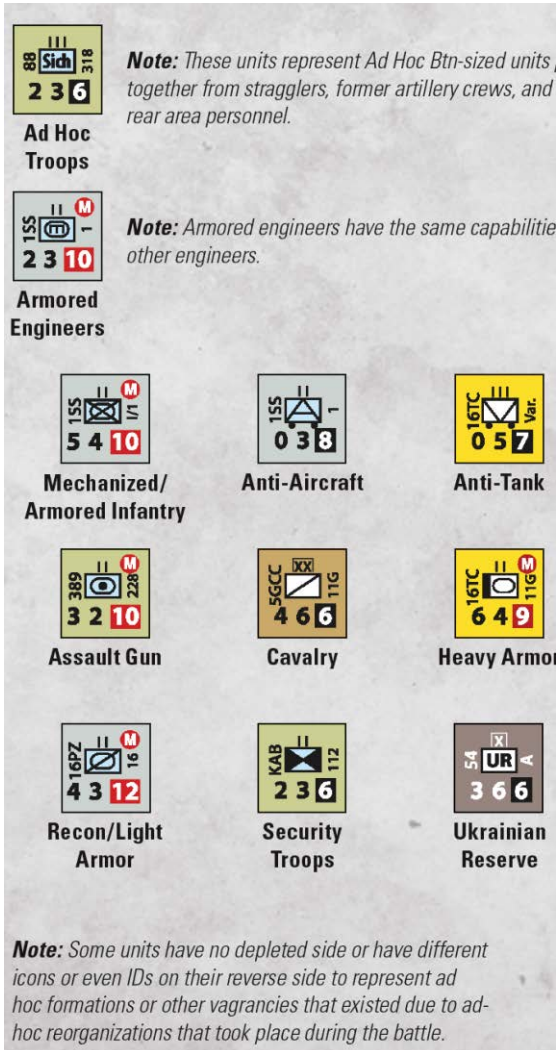 III
88 Sich 318
2 3 6
Ad Hoc
Troops
Note: These units represent Ad Hoc Btn-sized units
together from stragglers, former artillery crews, and
rear area personnel.
II M
1SS E 1
2 3 10
Armored
Engineers
Note: Armored engineers have the same capabilitie
other engineers.
II M
1SS I/1
5 4 10
Mechanized/
Armored Infantry
II
1SS 1
0 3 8
Anti-Aircraft
III
16TC Var.
0 5 7
Anti-Tank
II M
389 228
3 2 10
Assault Gun
XX
5GCC 11G
4 6 6
Cavalry
II M
16TC 11G
6 4 9
Heavy Armor
II M
16PZ 16
4 3 12
Recon/Light
Armor
II
KAB 112
2 3 6
Security
Troops
X
54 UR A
3 6 6
Ukrainian
Reserve
Note: Some units have no depleted side or have different
icons or even IDs on their reverse side to represent ad
hoc formations or other vagrancies that existed due to ad-
hoc reorganizations that took place during the battle.